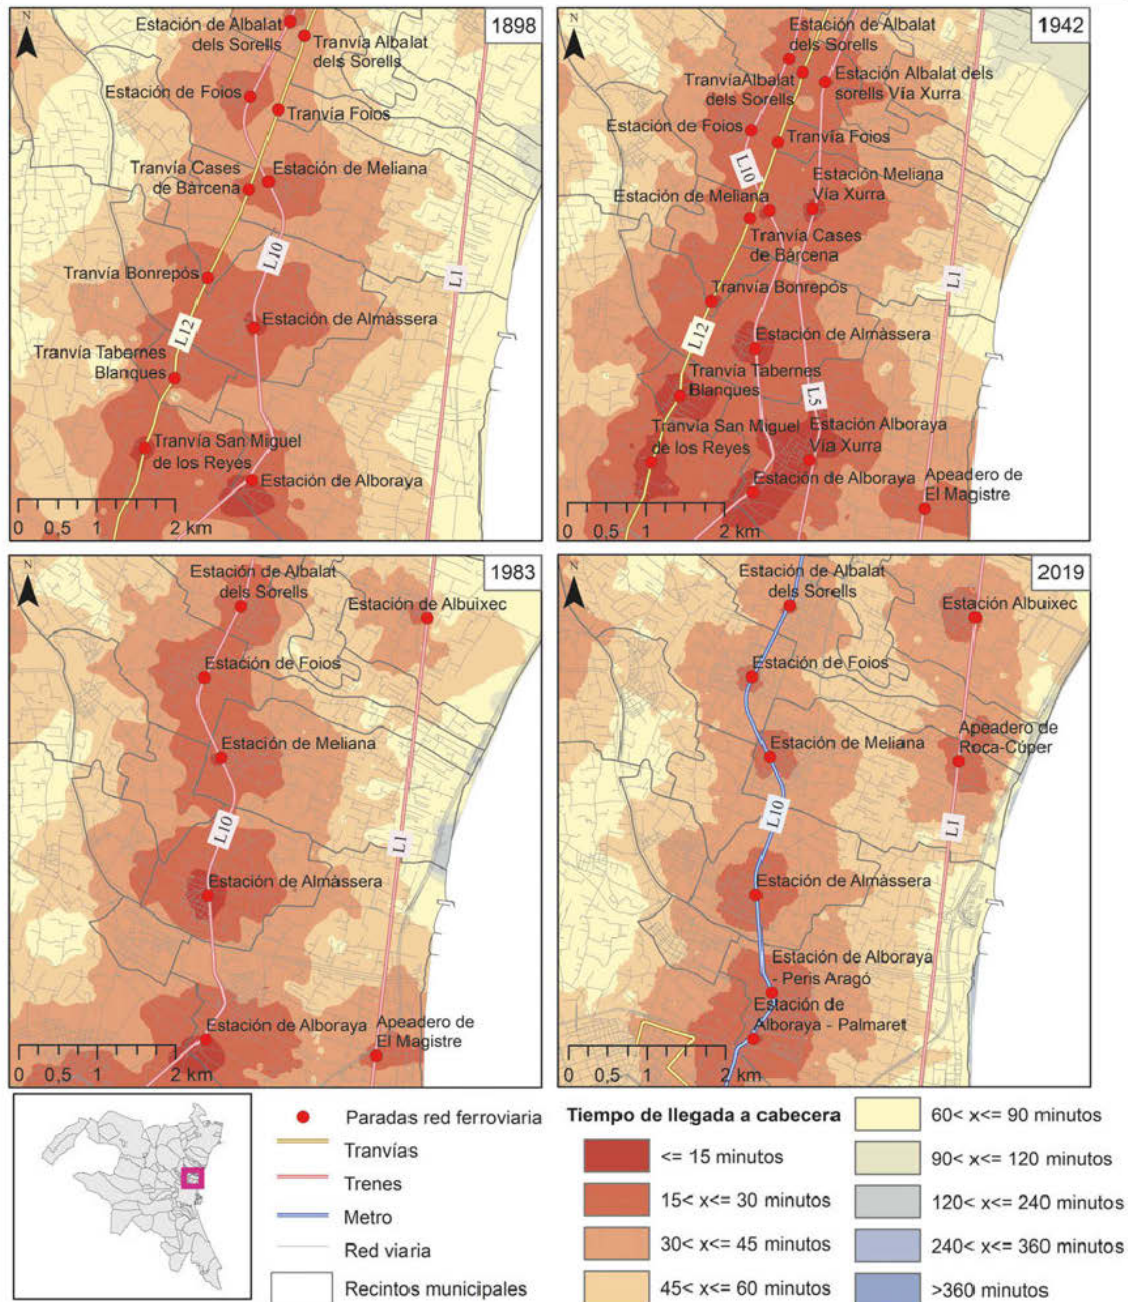 N
1898
Estación de Albalat
dels Sorells
Tranvía Albalat
dels Sorells
Estación de Foios
Tranvía Foios
Tranvía Cases
de Bàrcena
Estación de Meliana
L10
Tranvía Bonrepós
L1
Estación de Almàssera
L12
Tranvía Tabernes
Blanques
Tranvía San Miguel
de los Reyes
Estación de Alboraya
0 0,5 1 2 km
N
1942
Estación de Albalat
dels Sorells
TranvíaAlbalat
dels Sorells
Estación Albalat dels
sorells Vía Xurra
Estación de Foios
Tranvía Foios
L10
Estación Meliana
Vía Xurra
Estación de Meliana
Tranvía Cases
de Bàrcena
L1
Tranvía Bonrepós
L12
Estación de Almàssera
Tranvía Tabernes
Blanques
L5
Tranvía San Miguel
de los Reyes
Estación Alboraya
Vía Xurra
Estación de Alboraya
Apeadero de
El Magistre
0 0,5 1 2 km
N
1983
Estación de Albalat
dels Sorells
Estación de Albuixec
Estación de Foios
Estación de Meliana
L10
L1
Estación de Almàssera
Estación de Alboraya
Apeadero de
El Magistre
0 0,5 1 2 km
N
2019
Estación de Albalat
dels Sorells
Estación Albuixec
Estación de Foios
Apeadero de
Roca-Cúper
Estación de Meliana
L10
L1
Estación de Almàssera
Estación de Alboraya
- Peris Aragó
Estación de
Alboraya - Palmaret
0 0,5 1 2 km
Paradas red ferroviaria
Tranvías
Trenes
Metro
Red viaria
Recintos municipales
Tiempo de llegada a cabecera
<= 15 minutos
15< x<= 30 minutos
30< x<= 45 minutos
45< x<= 60 minutos
60< x<= 90 minutos
90< x<= 120 minutos
120< x<= 240 minutos
240< x<= 360 minutos
>360 minutos